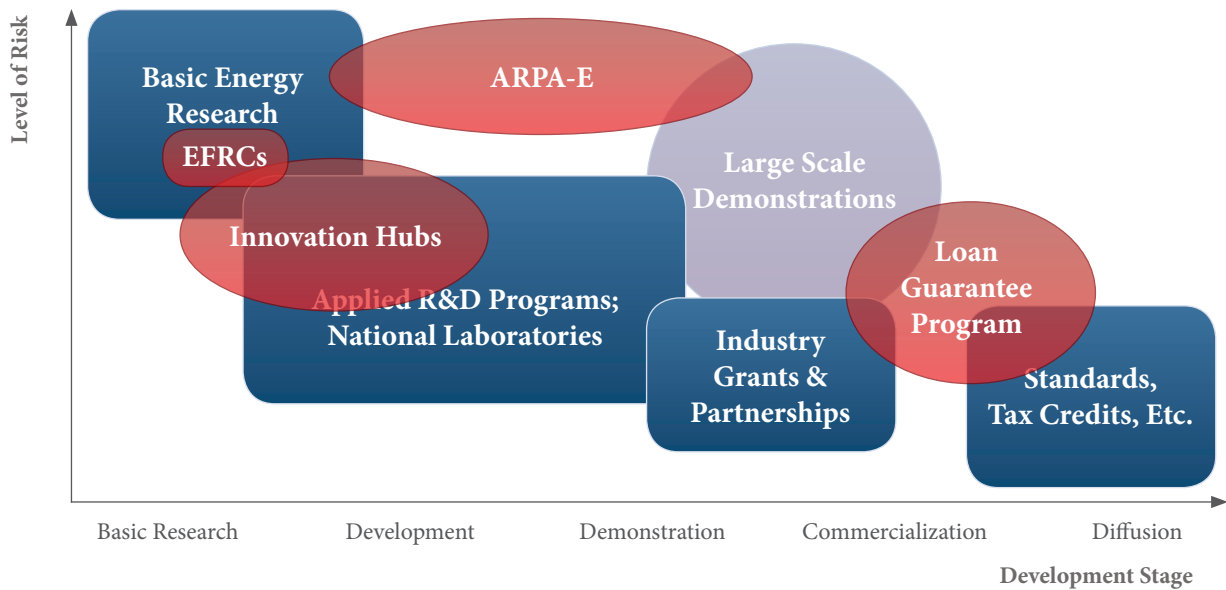 Level of Risk
Basic Energy
Research
EFRCs
ARPA-E
Large Scale
Demonstrations
Innovation Hubs
Applied R&D Programs;
National Laboratories
Loan
Guarantee
Program
Industry
Grants &
Partnerships
Standards,
Tax Credits, Etc.
Basic Research
Development
Demonstration
Commercialization
Diffusion
Development Stage